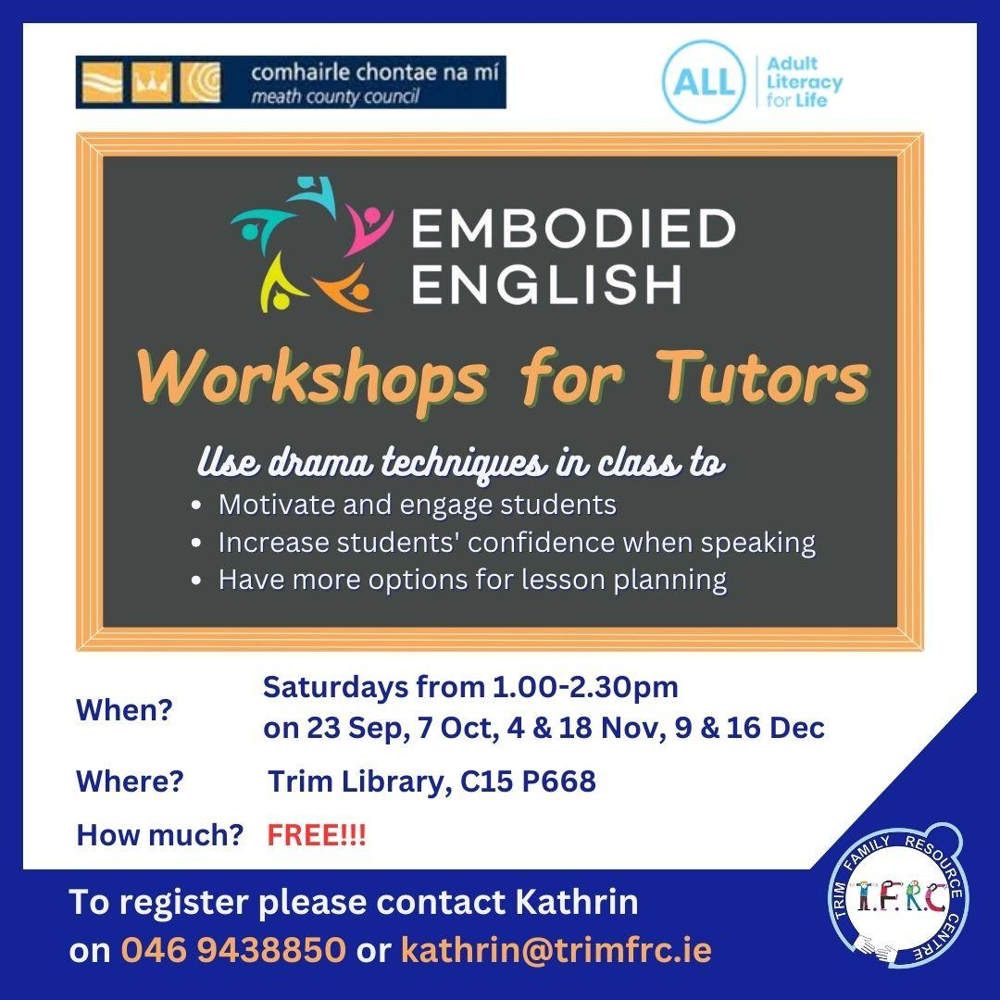 comhairle chontae na mí
meath county council
ALL
Adult
Literacy
for Life
EMBODIED
ENGLISH
Workshops for Tutors
Use drama techniques in class to
• Motivate and engage students
• Increase students' confidence when speaking
• Have more options for lesson planning
When?
Saturdays from 1.00-2.30pm
on 23 Sep, 7 Oct, 4 & 18 Nov, 9 & 16 Dec
Where? Trim Library, C15 P668
How much? FREE!!!
TRIM FAMILY RESOURCE CENTRE
T.F.R.C
To register please contact Kathrin
on 046 9438850 or kathrin@trimfrc.ie